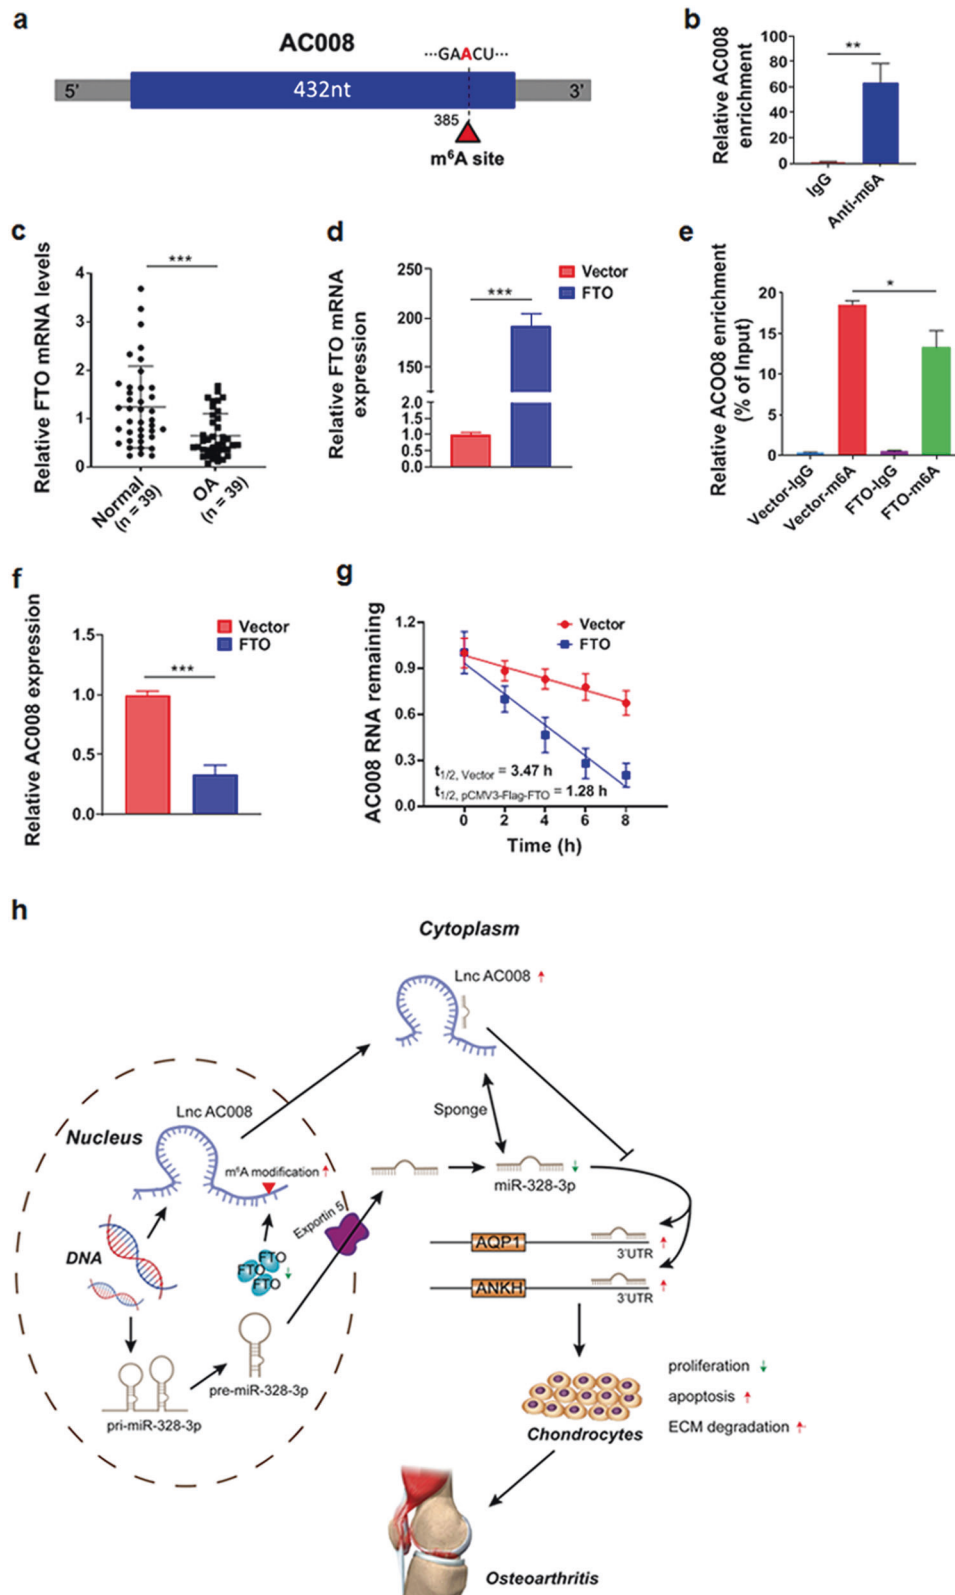 a
AC008
···GAACU···
5'
432nt
3'
385
m⁶A site
b
Relative AC008
enrichment
100
80
60
40
20
0
**
IgG
Anti-m6A
c
Relative FTO mRNA levels
4
3
2
1
0
***
Normal
(n = 39)
OA
(n = 39)
d
Relative FTO mRNA
expression
250
200
150
2.0
1.5
1.0
0.5
0.0
***
Vector
FTO
e
Relative ACOO8 enrichment
(% of Input)
20
15
10
5
0
*
Vector-IgG
Vector-m6A
FTO-IgG
FTO-m6A
f
Relative AC008 expression
1.5
1.0
0.5
0.0
***
Vector
FTO
g
AC008 RNA remaining
1.2
0.9
0.6
0.3
0.0
Vector
FTO
t1/2, Vector = 3.47 h
t1/2, pCMV3-Flag-FTO = 1.28 h
0 2 4 6 8
Time (h)
h
Cytoplasm
Lnc AC008 ↑
Lnc AC008
Nucleus
Sponge
m⁶A modification ↑
miR-328-3p
↓
Exportin 5
DNA
FTO
FTO
FTO
↓
AQP1
3'UTR
↑
ANKH
3'UTR
↑
pre-miR-328-3p
pri-miR-328-3p
proliferation ↓
apoptosis ↑
ECM degradation ↑
Chondrocytes
Osteoarthritis